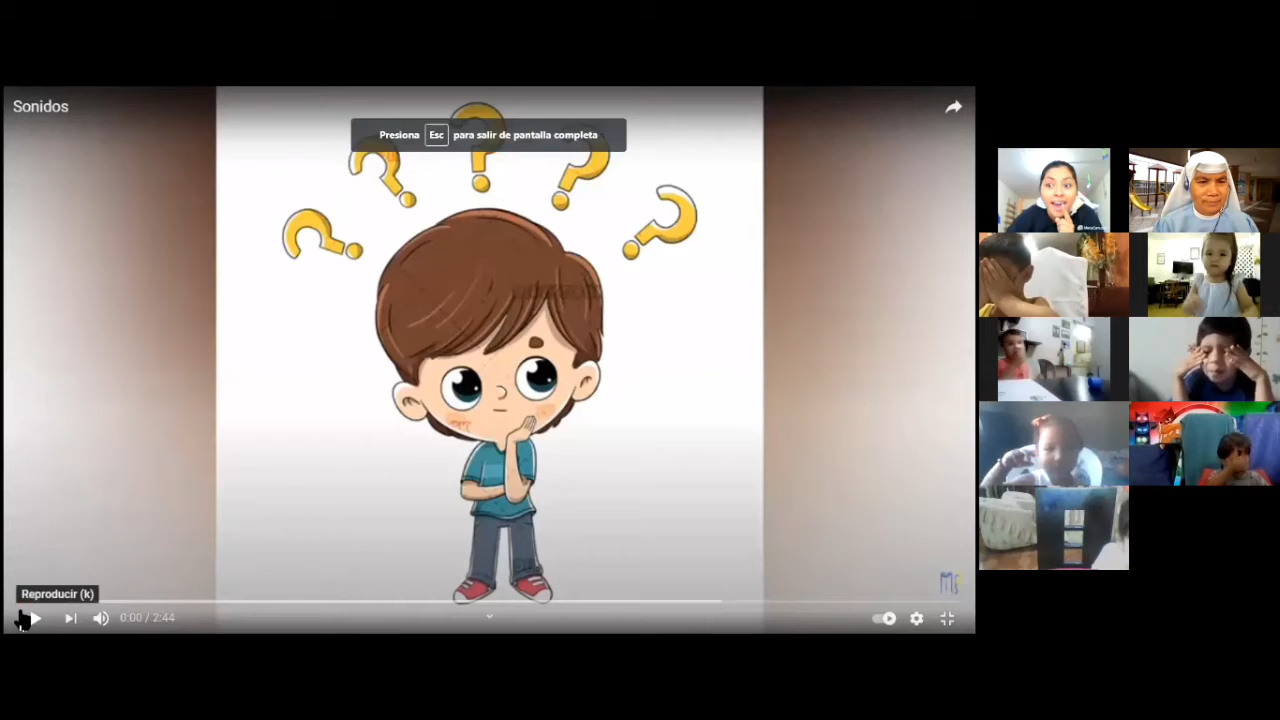 Sonidos
Presiona Esc para salir de pantalla completa
Reproducir (k)
0:00 / 2:44